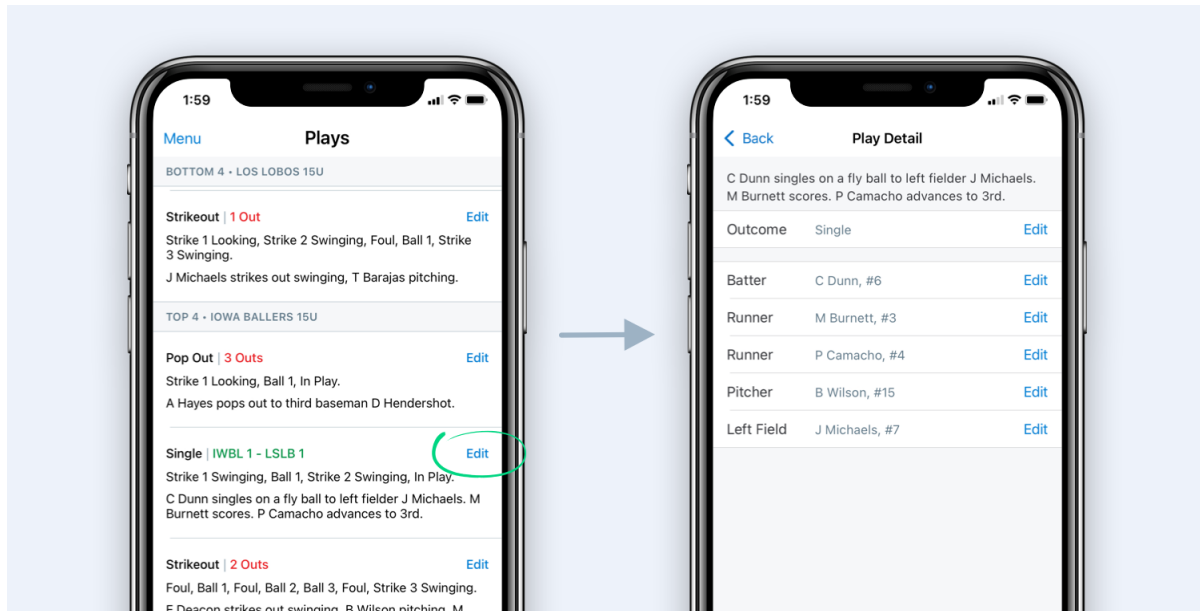 1:59
Menu
Plays
BOTTOM 4 • LOS LOBOS 15U
Strikeout | 1 Out
Edit
Strike 1 Looking, Strike 2 Swinging, Foul, Ball 1, Strike
3 Swinging.
J Michaels strikes out swinging, T Barajas pitching.
TOP 4 • IOWA BALLERS 15U
Pop Out | 3 Outs
Edit
Strike 1 Looking, Ball 1, In Play.
A Hayes pops out to third baseman D Hendershot.
Single | IWBL 1 - LSLB 1
Edit
Strike 1 Swinging, Ball 1, Strike 2 Swinging, In Play.
C Dunn singles on a fly ball to left fielder J Michaels. M
Burnett scores. P Camacho advances to 3rd.
Strikeout | 2 Outs
Edit
Foul, Ball 1, Foul, Ball 2, Ball 3, Foul, Strike 3 Swinging.
F Deacon strikes out swinging, B Wilson pitching. M
1:59
Back
Play Detail
C Dunn singles on a fly ball to left fielder J Michaels.
M Burnett scores. P Camacho advances to 3rd.
Outcome Single Edit
Batter C Dunn, #6 Edit
Runner M Burnett, #3 Edit
Runner P Camacho, #4 Edit
Pitcher B Wilson, #15 Edit
Left Field J Michaels, #7 Edit